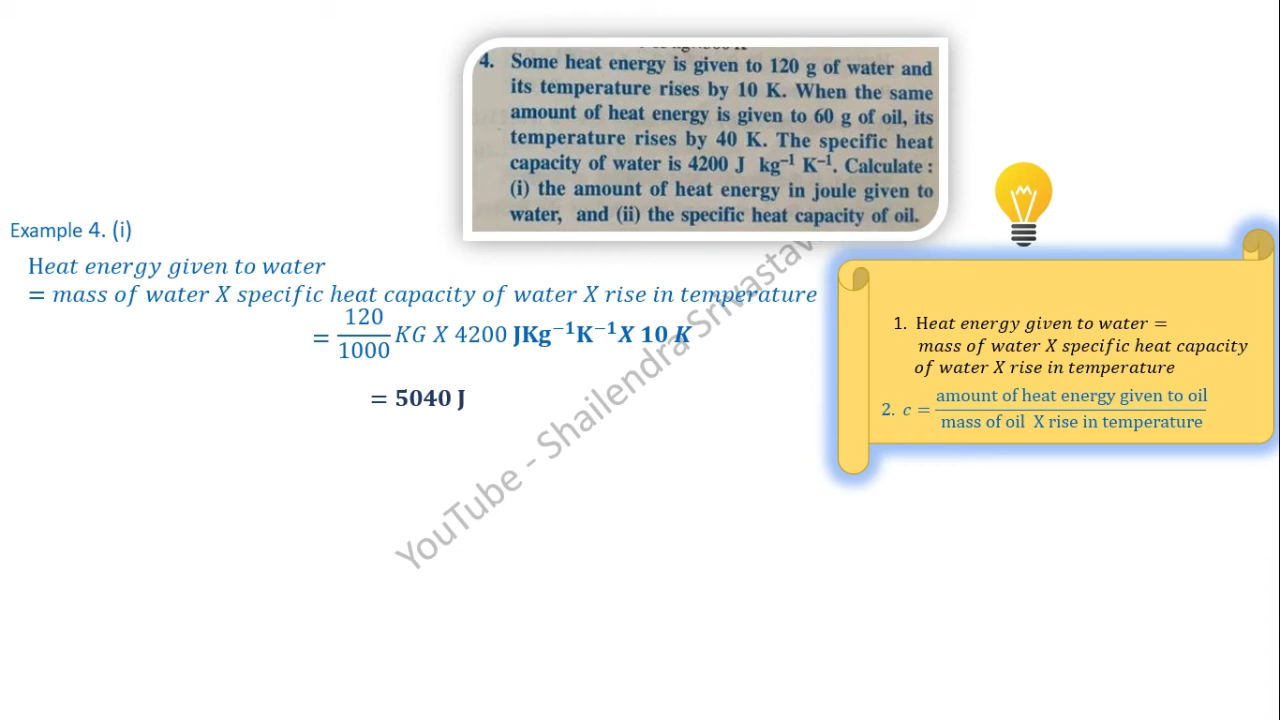 4. Some heat energy is given to 120 g of water and
its temperature rises by 10 K. When the same
amount of heat energy is given to 60 g of oil, its
temperature rises by 40 K. The specific heat
capacity of water is 4200 J kg⁻¹ K⁻¹. Calculate :
(i) the amount of heat energy in joule given to
water, and (ii) the specific heat capacity of oil.
Example 4. (i)
Heat energy given to water
= mass of water X specific heat capacity of water X rise in temperature
= 120/1000 KG X 4200 JKg⁻¹K⁻¹X 10 K
= 5040 J
1. Heat energy given to water =
mass of water X specific heat capacity
of water X rise in temperature
2. c = amount of heat energy given to oil / mass of oil X rise in temperature
YouTube - Shailendra Srivastav